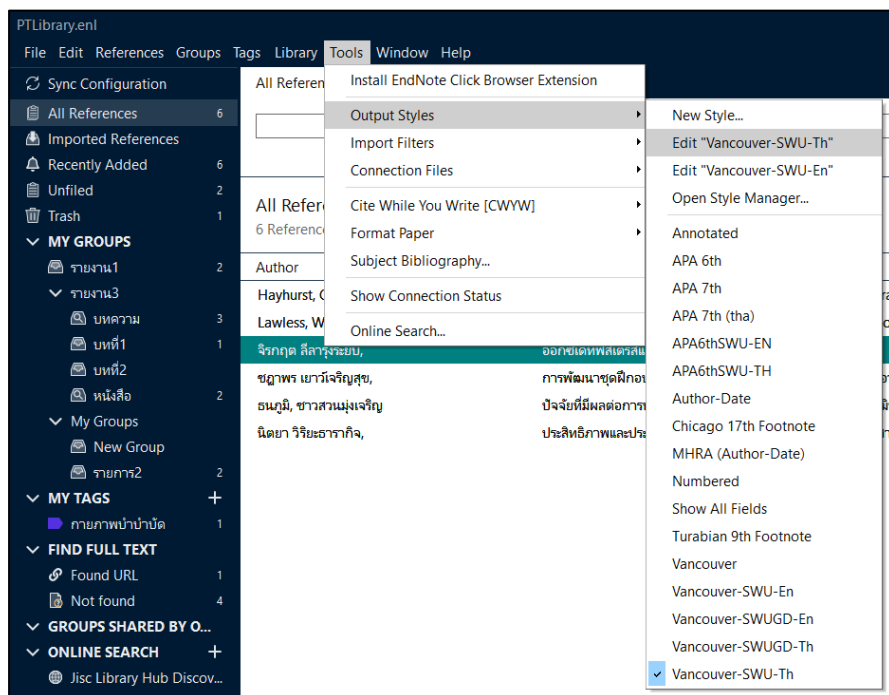 PTLibrary.enl
File Edit References Groups Tags Library Tools Window Help
Sync Configuration
All References 6
Imported References
Recently Added 6
Unfiled 2
Trash 1
MY GROUPS
รายงาน1 2
รายงาน3
บทความ 3
บทที่1 1
บทที่2
หนังสือ 2
My Groups
New Group
รายการ2 2
MY TAGS +
กายภาพบำบำบัด 1
FIND FULL TEXT
Found URL 1
Not found 4
GROUPS SHARED BY O...
ONLINE SEARCH +
Jisc Library Hub Discov...
All Referen
All Refer
6 Referenc
Author
Hayhurst,
Lawless, W
จิรกฤต ลีลารุ่งระยับ,
ชฎาพร เยาว์เจริญสุข, การพัฒนาชุดฝึกอบ
ธนภูมิ, ชาวสวนมุ่งเจริญ ปัจจัยที่มีผลต่อการ
นิตยา วิริยะธารากิจ, ประสิทธิภาพและประ
Install EndNote Click Browser Extension
Output Styles
Import Filters
Connection Files
Cite While You Write [CWYW]
Format Paper
Subject Bibliography...
Show Connection Status
Online Search...
New Style...
Edit "Vancouver-SWU-Th"
Edit "Vancouver-SWU-En"
Open Style Manager...
Annotated
APA 6th
APA 7th
APA 7th (tha)
APA6thSWU-EN
APA6thSWU-TH
Author-Date
Chicago 17th Footnote
MHRA (Author-Date)
Numbered
Show All Fields
Turabian 9th Footnote
Vancouver
Vancouver-SWU-En
Vancouver-SWUGD-En
Vancouver-SWUGD-Th
Vancouver-SWU-Th